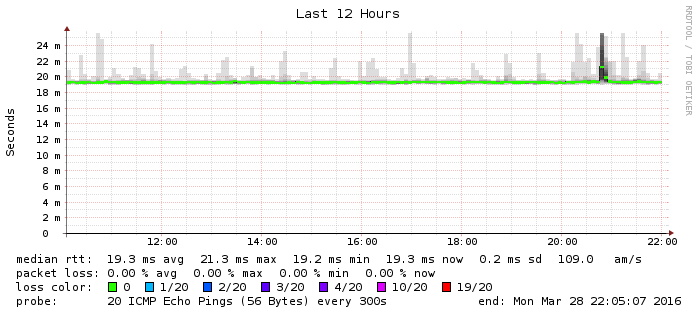 Last 12 Hours
RRDTOOL / TOBI OETIKER
Seconds
24 m
22 m
20 m
18 m
16 m
14 m
12 m
10 m
8 m
6 m
4 m
2 m
0
12:00 14:00 16:00 18:00 20:00 22:00
median rtt: 19.3 ms avg 21.3 ms max 19.2 ms min 19.3 ms now 0.2 ms sd 109.0 am/s
packet loss: 0.00 % avg 0.00 % max 0.00 % min 0.00 % now
loss color: 0 1/20 2/20 3/20 4/20 10/20 19/20
probe: 20 ICMP Echo Pings (56 Bytes) every 300s end: Mon Mar 28 22:05:07 2016